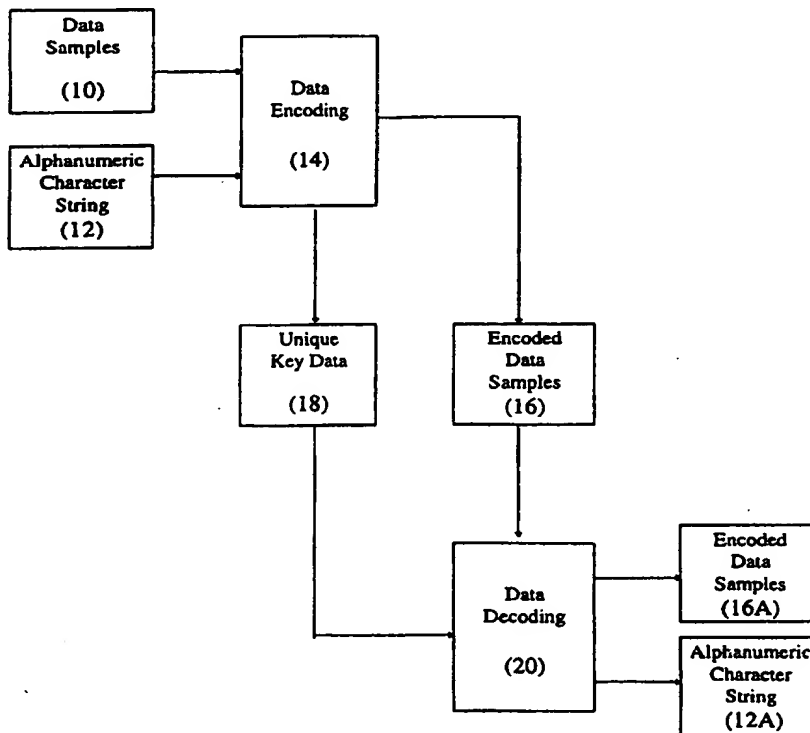 Data
Samples
(10)
Data
Encoding
(14)
Alphanumeric
Character
String
(12)
Unique
Key Data
(18)
Encoded
Data
Samples
(16)
Data
Decoding
(20)
Encoded
Data
Samples
(16A)
Alphanumeric
Character
String
(12A)